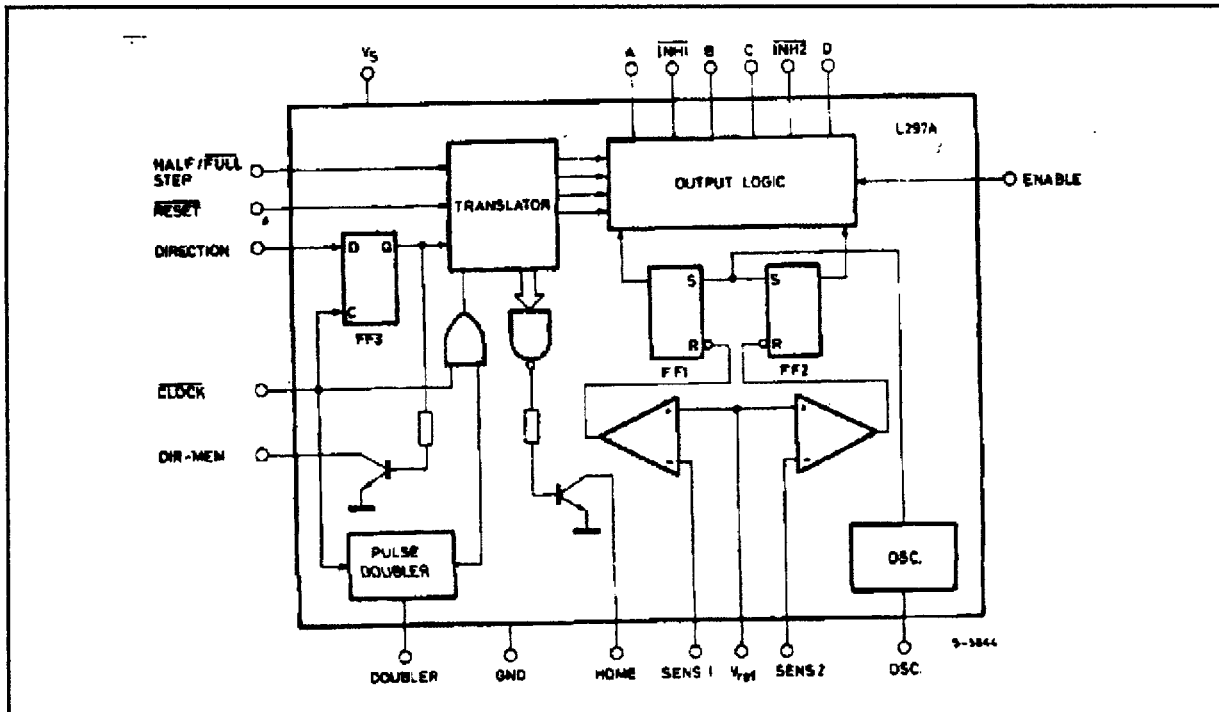 A
INH1
B
C
INH2
D
VS
L297A
HALF/FULL
STEP
RESET
DIRECTION
TRANSLATOR
OUTPUT LOGIC
ENABLE
D
Q
C
FF3
S
R
FF1
S
R
FF2
CLOCK
DIR-MEM
+
-
+
-
PULSE
DOUBLER
OSC.
S-5844
DOUBLER
GND
HOME
SENS 1
Vref
SENS 2
OSC.